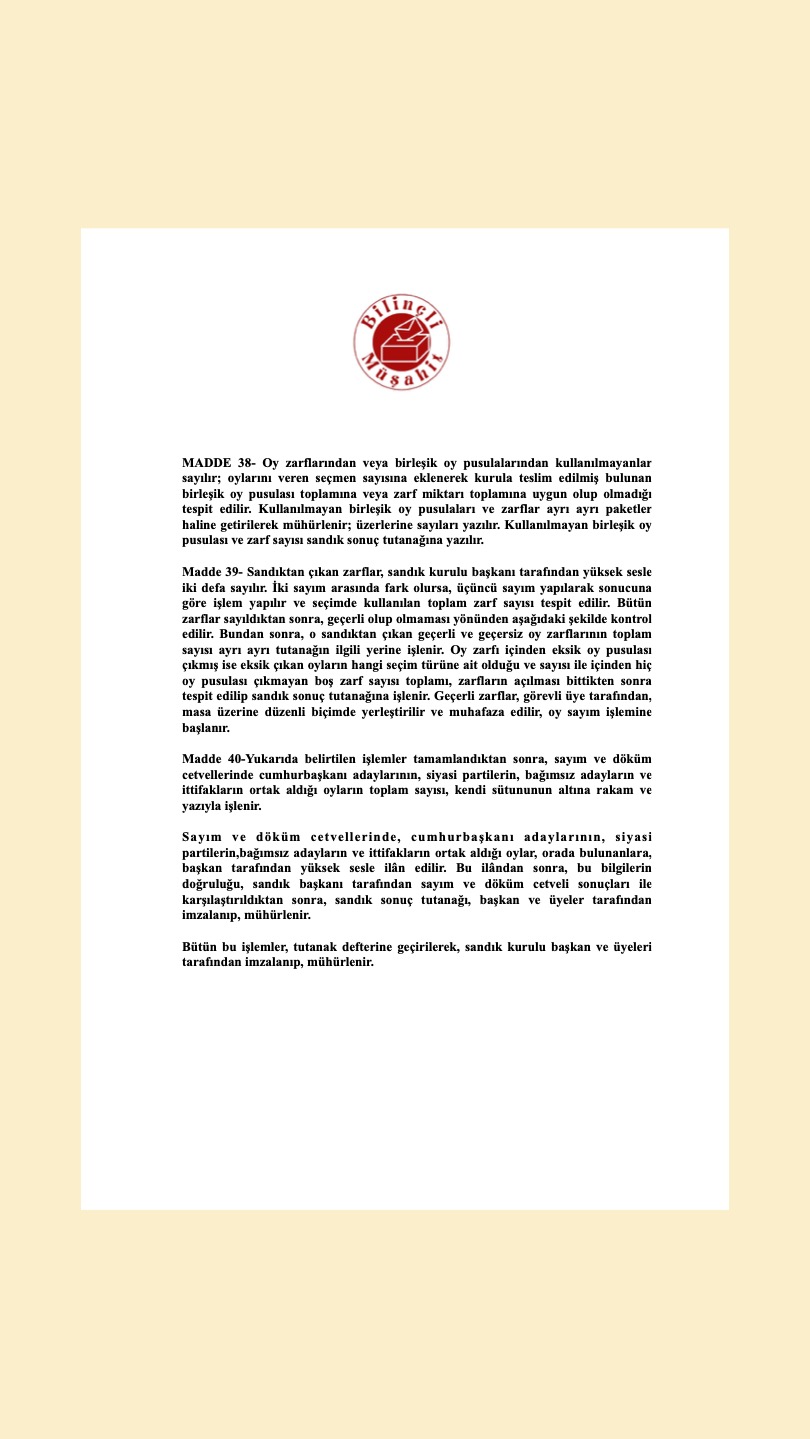 Bilinçli
Müşahit
MADDE 38- Oy zarflarından veya birleşik oy pusulalarından kullanılmayanlar
sayılır; oylarını veren seçmen sayısına eklenerek kurula teslim edilmiş bulunan
birleşik oy pusulası toplamına veya zarf miktarı toplamına uygun olup olmadığı
tespit edilir. Kullanılmayan birleşik oy pusulaları ve zarflar ayrı ayrı paketler
haline getirilerek mühürlenir; üzerlerine sayıları yazılır. Kullanılmayan birleşik oy
pusulası ve zarf sayısı sandık sonuç tutanağına yazılır.
Madde 39- Sandıktan çıkan zarflar, sandık kurulu başkanı tarafından yüksek sesle
iki defa sayılır. İki sayım arasında fark olursa, üçüncü sayım yapılarak sonucuna
göre işlem yapılır ve seçimde kullanılan toplam zarf sayısı tespit edilir. Bütün
zarflar sayıldıktan sonra, geçerli olup olmaması yönünden aşağıdaki şekilde kontrol
edilir. Bundan sonra, o sandıktan çıkan geçerli ve geçersiz oy zarflarının toplam
sayısı ayrı ayrı tutanağın ilgili yerine işlenir. Oy zarfı içinden eksik oy pusulası
çıkmış ise eksik çıkan oyların hangi seçim türüne ait olduğu ve sayısı ile içinden hiç
oy pusulası çıkmayan boş zarf sayısı toplamı, zarfların açılması bittikten sonra
tespit edilip sandık sonuç tutanağına işlenir. Geçerli zarflar, görevli üye tarafından,
masa üzerine düzenli biçimde yerleştirilir ve muhafaza edilir, oy sayım işlemine
başlanır.
Madde 40-Yukarıda belirtilen işlemler tamamlandıktan sonra, sayım ve döküm
cetvellerinde cumhurbaşkanı adaylarının, siyasi partilerin, bağımsız adayların ve
ittifakların ortak aldığı oyların toplam sayısı, kendi sütununun altına rakam ve
yazıyla işlenir.
Sayım ve döküm cetvellerinde, cumhurbaşkanı adaylarının, siyasi
partilerin,bağımsız adayların ve ittifakların ortak aldığı oylar, orada bulunanlara,
başkan tarafından yüksek sesle ilân edilir. Bu ilândan sonra, bu bilgilerin
doğruluğu, sandık başkanı tarafından sayım ve döküm cetveli sonuçları ile
karşılaştırıldıktan sonra, sandık sonuç tutanağı, başkan ve üyeler tarafından
imzalanıp, mühürlenir.
Bütün bu işlemler, tutanak defterine geçirilerek, sandık kurulu başkan ve üyeleri
tarafından imzalanıp, mühürlenir.